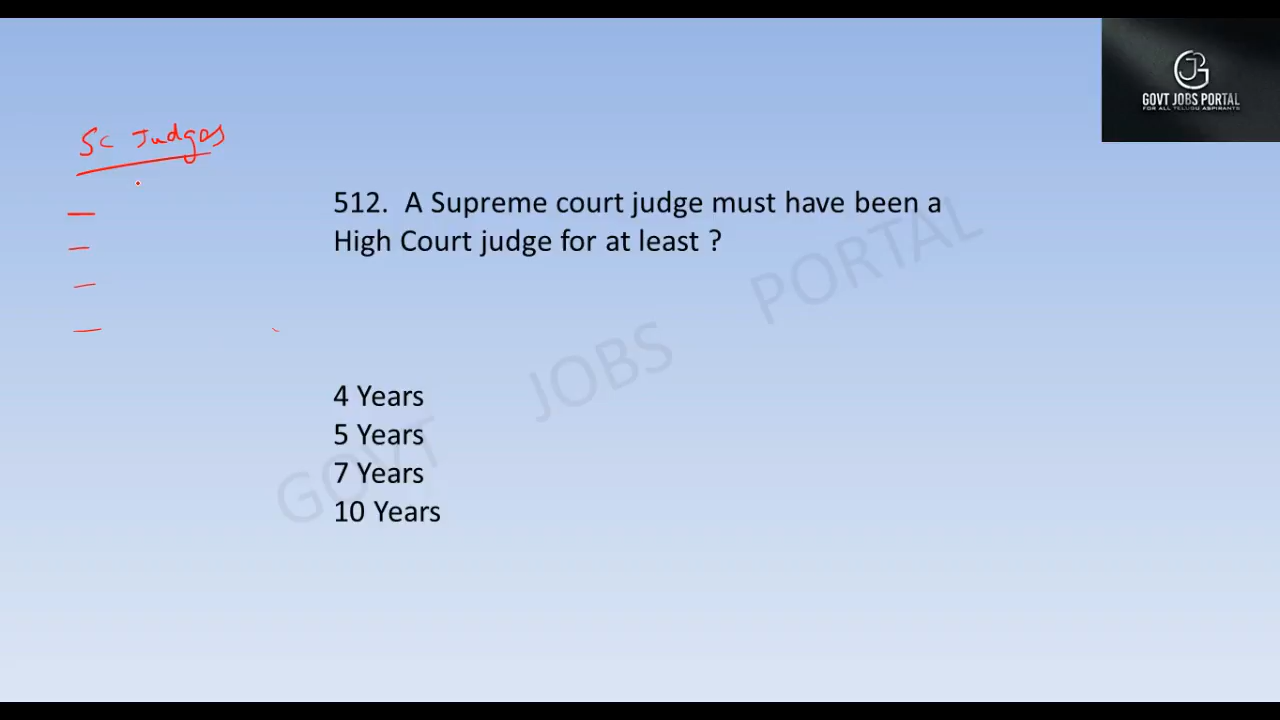 GOVT JOBS PORTAL
FOR ALL TELUGU ASPIRANTS
SC Judges
512. A Supreme court judge must have been a
High Court judge for at least ?
4 Years
5 Years
7 Years
10 Years
GOVT JOBS PORTAL